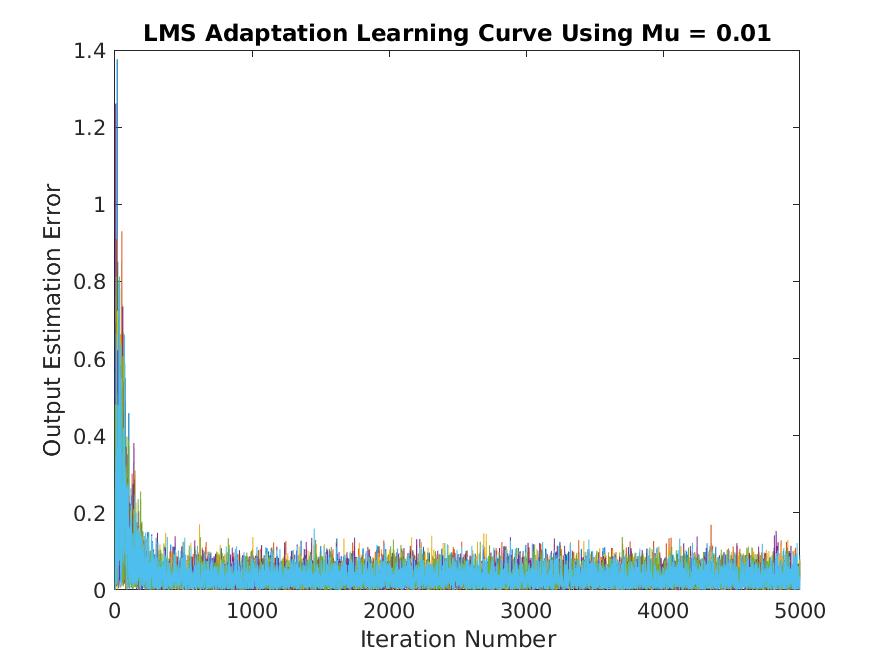 LMS Adaptation Learning Curve Using Mu = 0.01
1.4
1.2
1
0.8
0.6
0.4
0.2
0
Output Estimation Error
0 1000 2000 3000 4000 5000
Iteration Number